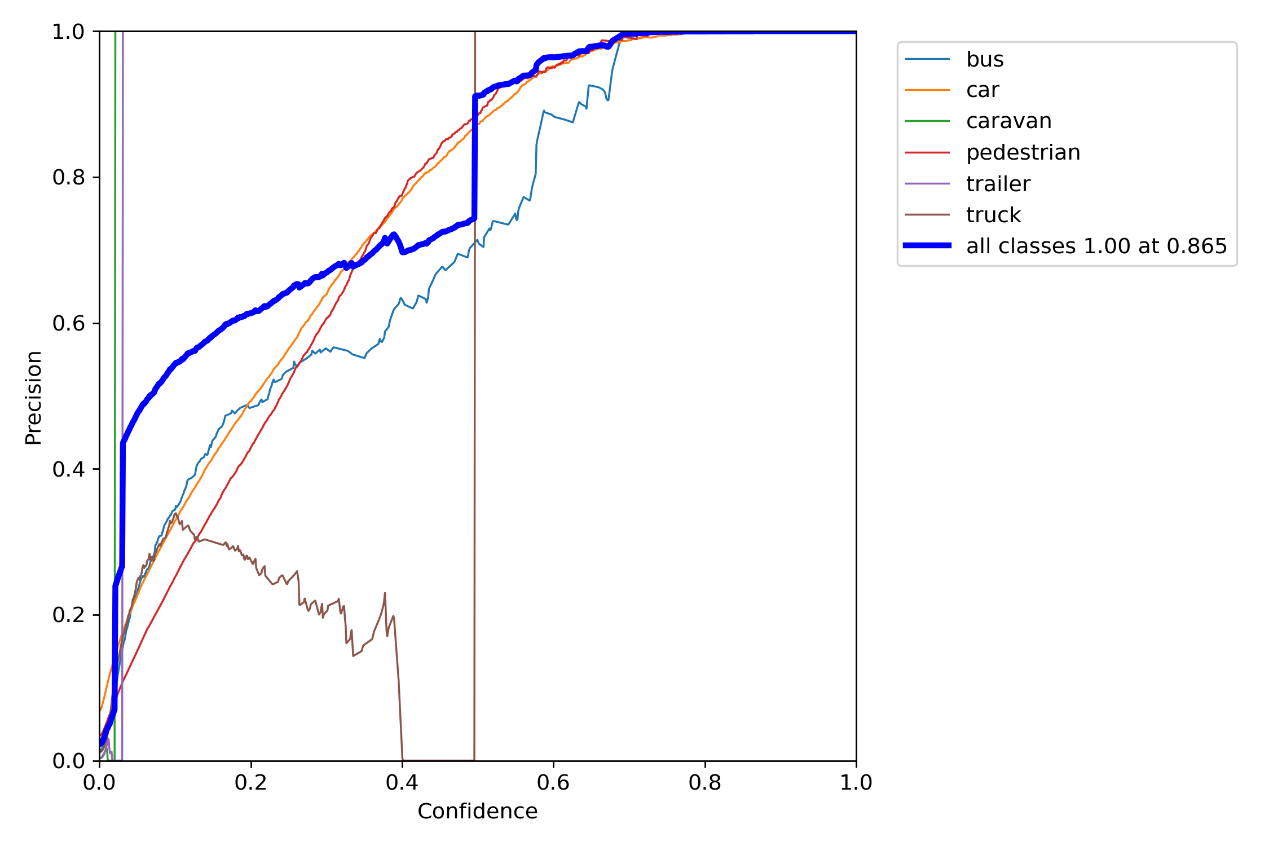 1.0
0.8
0.6
0.4
0.2
0.0
Precision
0.0 0.2 0.4 0.6 0.8 1.0
Confidence
bus
car
caravan
pedestrian
trailer
truck
all classes 1.00 at 0.865